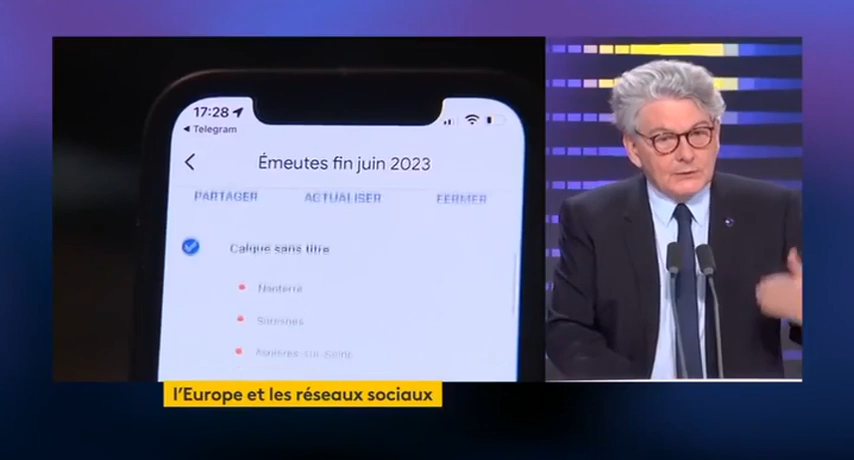 17:28
Telegram
Émeutes fin juin 2023
PARTAGER ACTUALISER FERMER
Calque sans titre
Nanterre
Suresnes
Asnières-sur-Seine
l'Europe et les réseaux sociaux